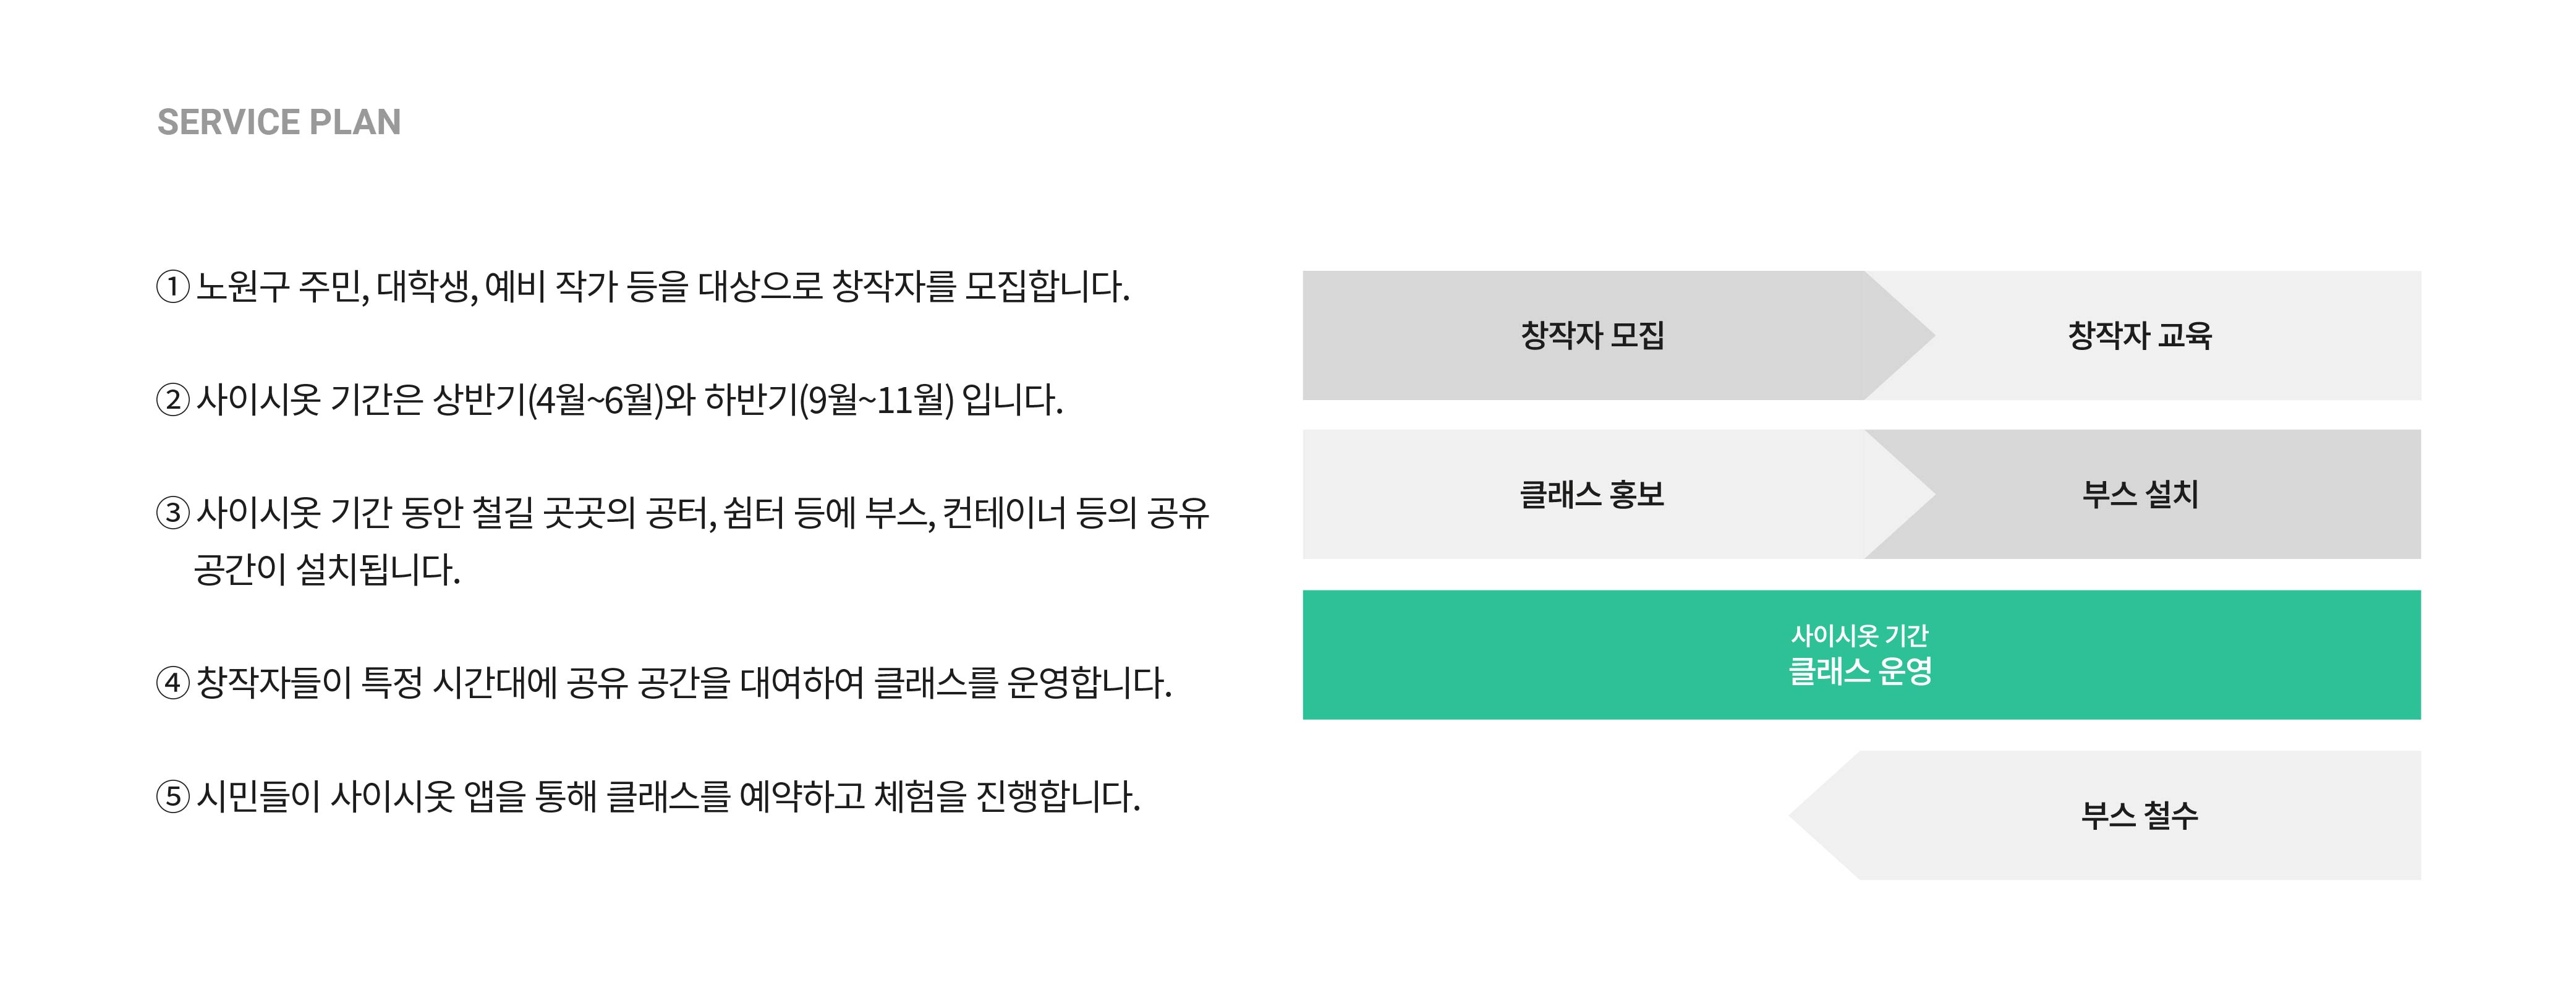 SERVICE PLAN
① 노원구 주민, 대학생, 예비 작가 등을 대상으로 창작자를 모집합니다.
② 사이시옷 기간은 상반기(4월~6월)와 하반기(9월~11월) 입니다.
③ 사이시옷 기간 동안 철길 곳곳의 공터, 쉼터 등에 부스, 컨테이너 등의 공유
공간이 설치됩니다.
④ 창작자들이 특정 시간대에 공유 공간을 대여하여 클래스를 운영합니다.
⑤ 시민들이 사이시옷 앱을 통해 클래스를 예약하고 체험을 진행합니다.
창작자 모집
창작자 교육
클래스 홍보
부스 설치
사이시옷 기간
클래스 운영
부스 철수